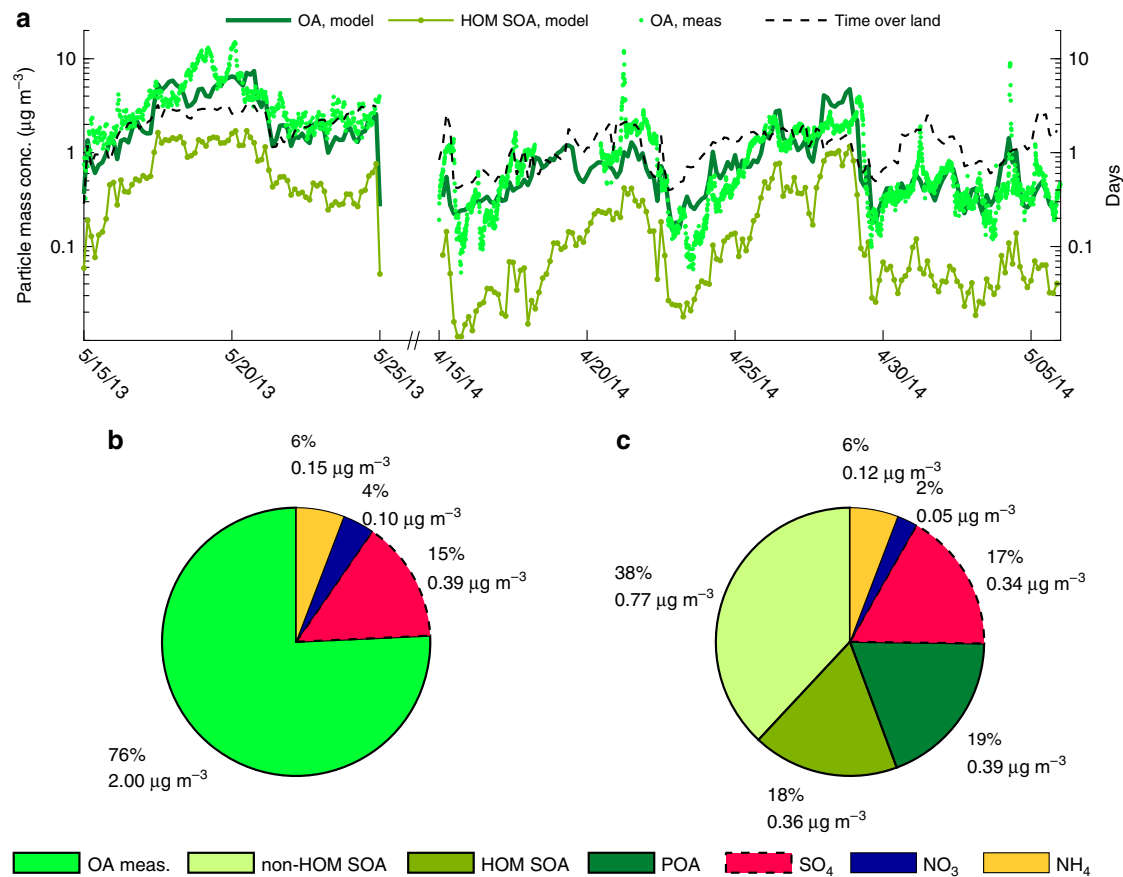 a
OA, model
HOM SOA, model
OA, meas
Time over land
Particle mass conc. (μg m⁻³)
10
1
0.1
10
1
0.1
Days
5/15/13
5/20/13
5/25/13
4/15/14
4/20/14
4/25/14
4/30/14
5/05/14
b
6%
0.15 μg m⁻³
4%
0.10 μg m⁻³
15%
0.39 μg m⁻³
76%
2.00 μg m⁻³
c
6%
0.12 μg m⁻³
2%
0.05 μg m⁻³
17%
0.34 μg m⁻³
38%
0.77 μg m⁻³
19%
0.39 μg m⁻³
18%
0.36 μg m⁻³
OA meas.
non-HOM SOA
HOM SOA
POA
SO₄
NO₃
NH₄